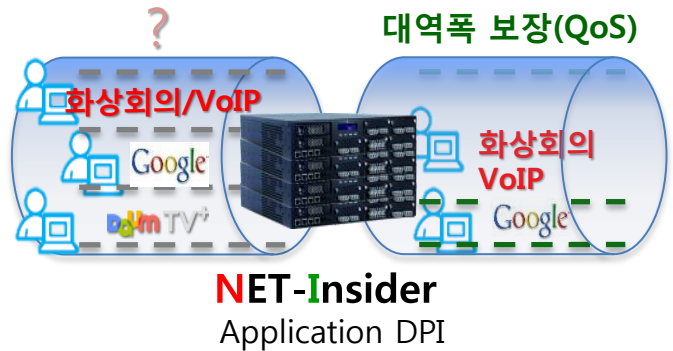 ?
대역폭 보장(QoS)
화상회의/VoIP
Google
Daum TV+
화상회의
VoIP
Google
NET-Insider
Application DPI